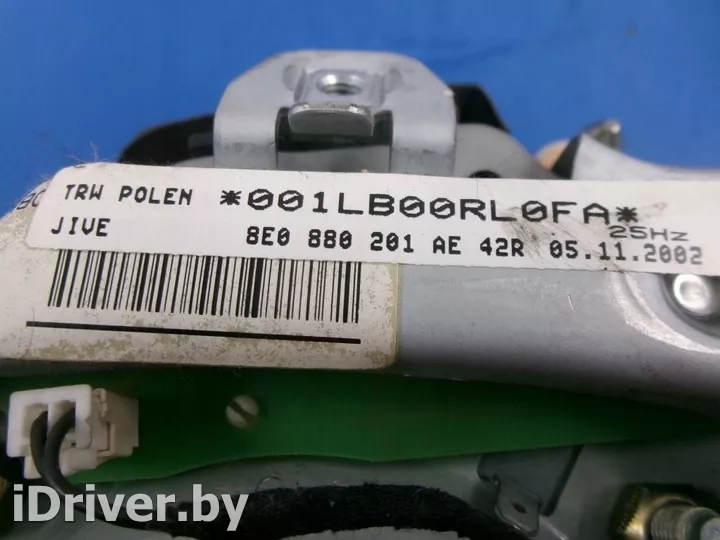 TRW POLEN *001LB00RL0FA*
JIVE 25Hz
8E0 880 201 AE 42R 05.11.2002
iDriver.by